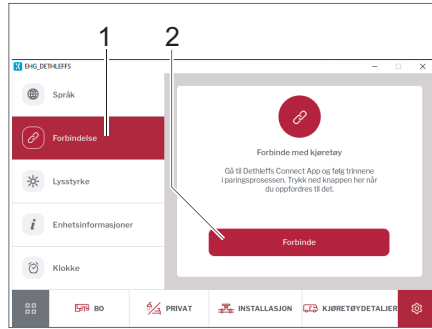 1
2
EHG_DETHLEFFS
Språk
Forbindelse
Lysstyrke
Enhetsinformasjoner
Klokke
Forbinde med kjøretøy
Gå til Dethleffs Connect App og følg trinnene
i paringsprosessen. Trykk ned knappen her når
du oppfordres til det.
Forbinde
BO
PRIVAT
INSTALLASJON
KJØRETØYDETALJER